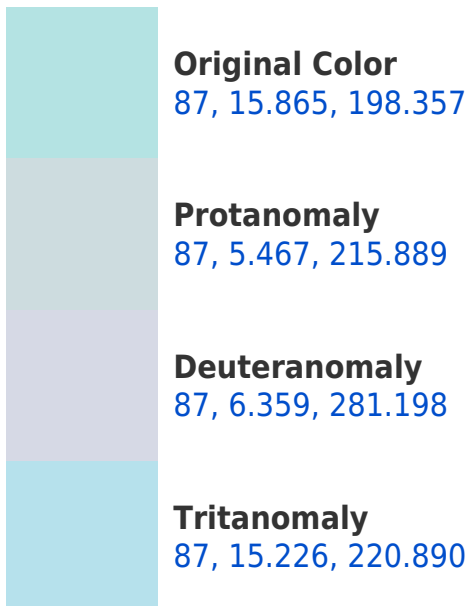 Original Color
87, 15.865, 198.357
Protanomaly
87, 5.467, 215.889
Deuteranomaly
87, 6.359, 281.198
Tritanomaly
87, 15.226, 220.890